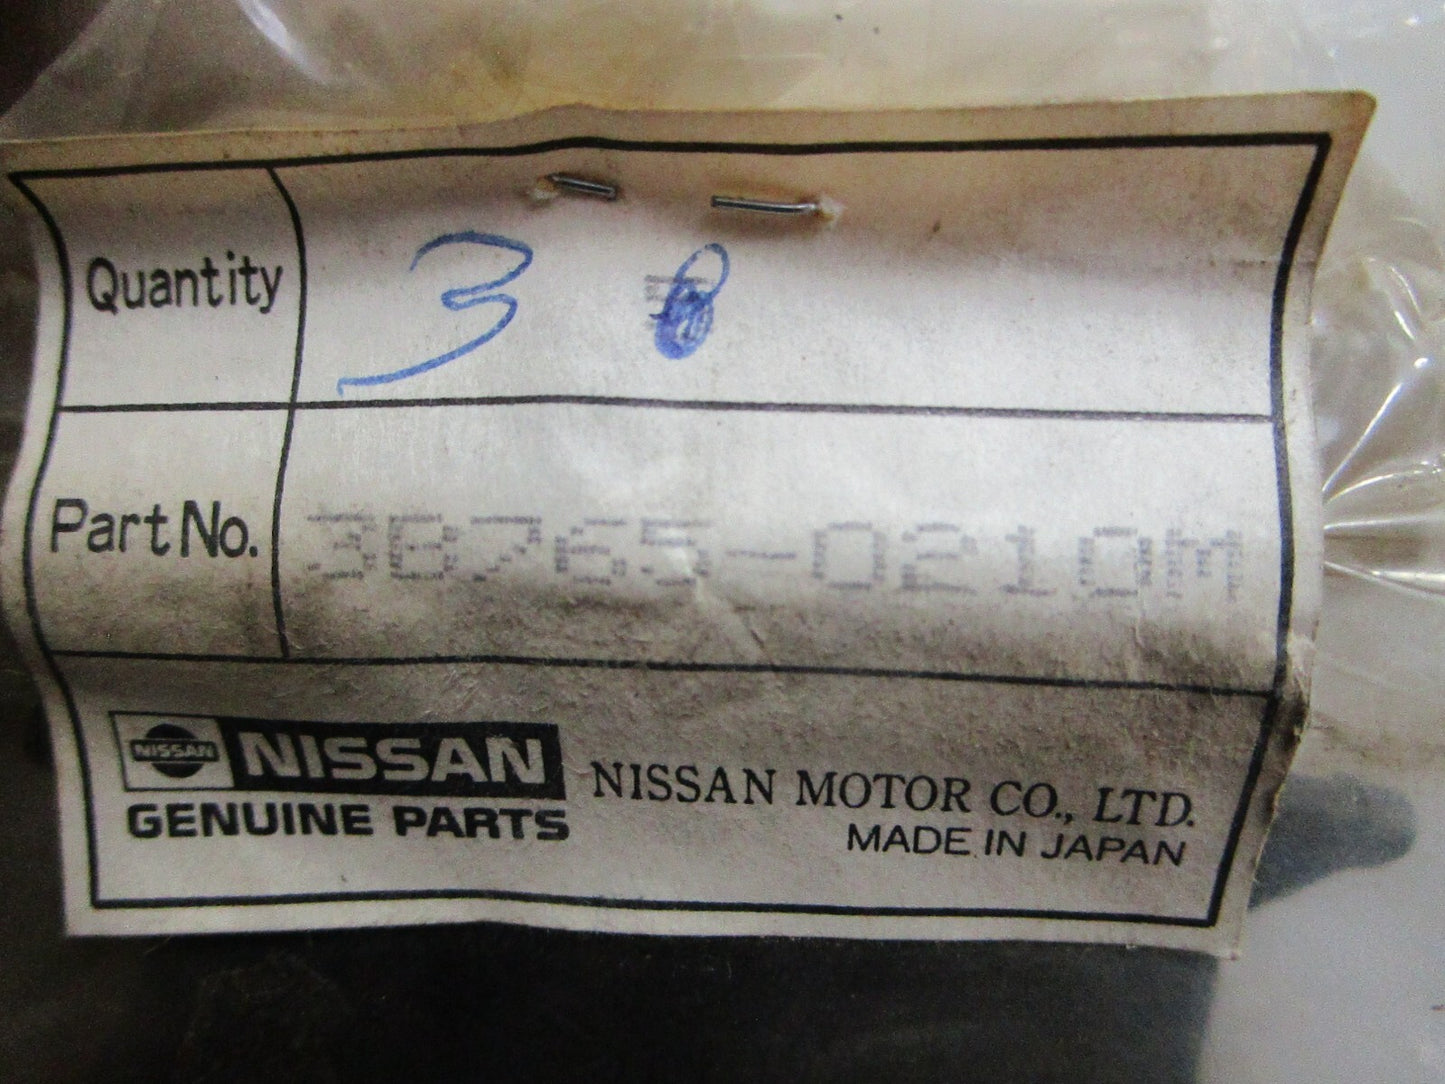 Quantity 3
Part No. 38765-0210M
NISSAN NISSAN
GENUINE PARTS
NISSAN MOTOR CO., LTD.
MADE IN JAPAN